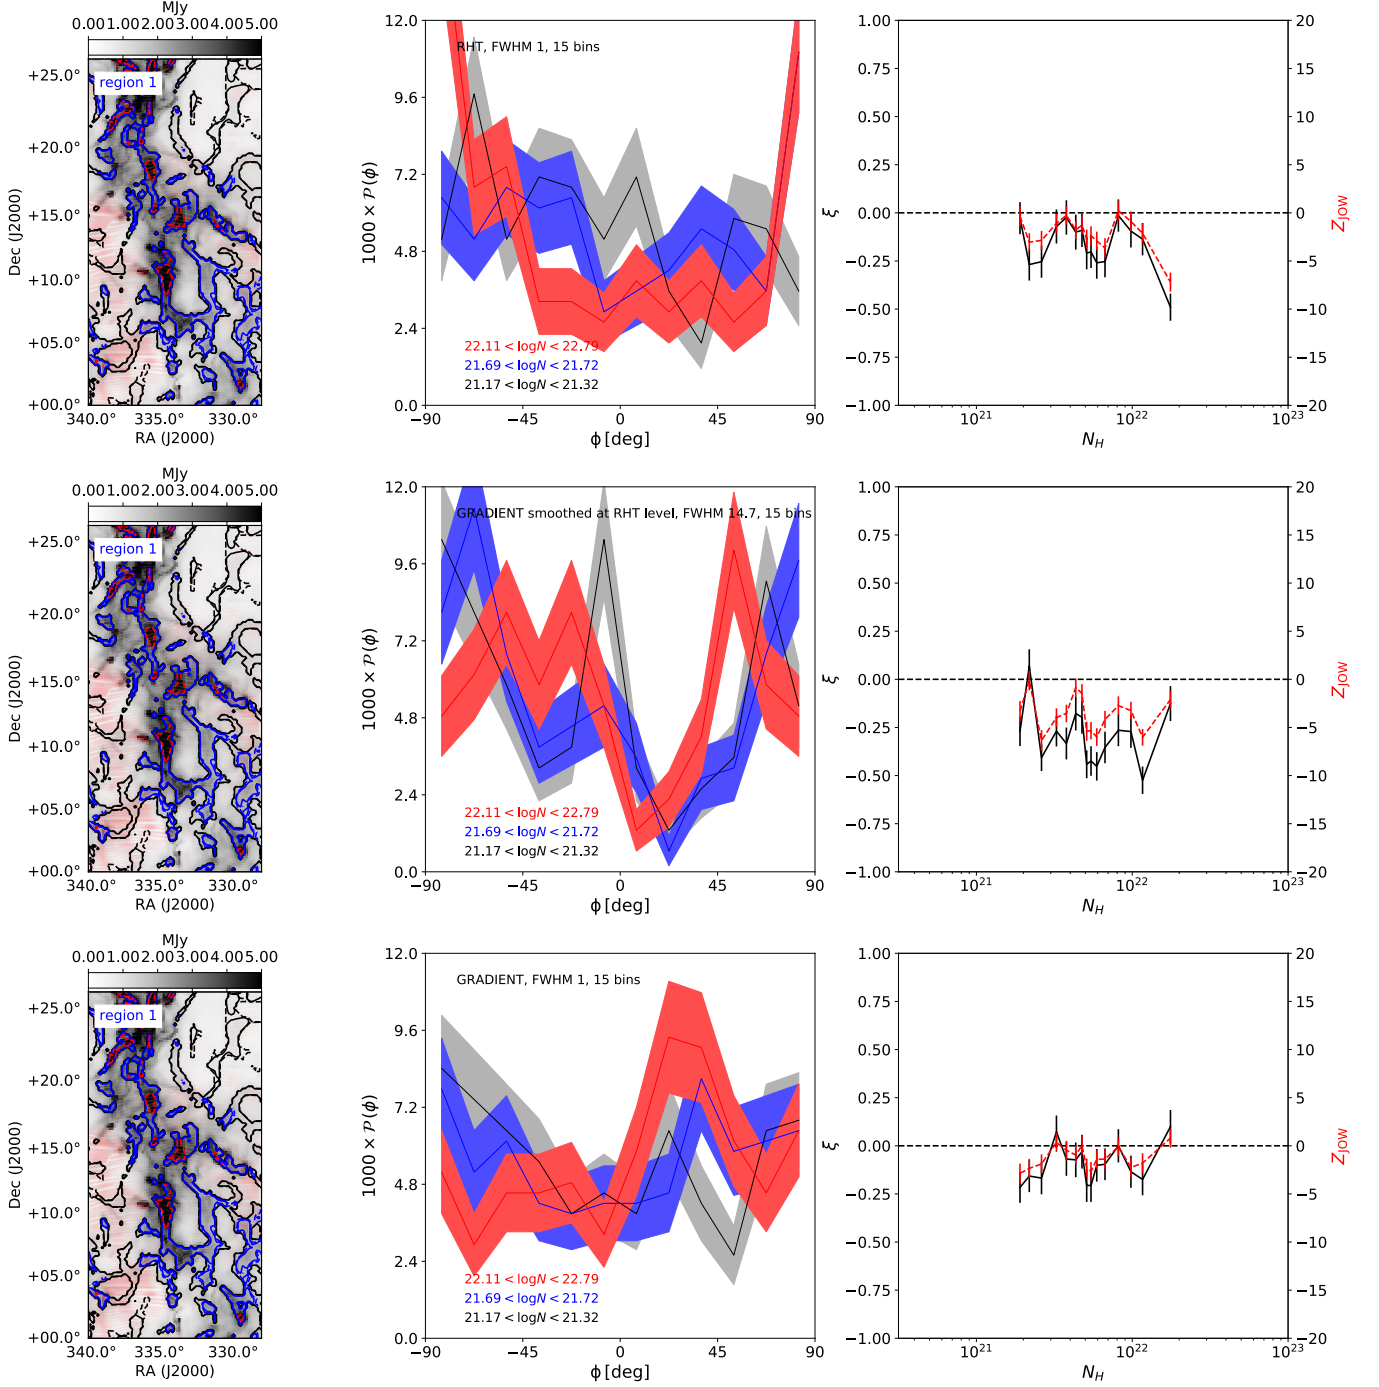 MJy
0.001.002.003.004.005.00
region 1
+25.0°
+20.0°
+15.0°
+10.0°
+05.0°
+00.0°
Dec (J2000)
340.0° 335.0° 330.0°
RA (J2000)
RHT, FWHM 1, 15 bins
12.0
9.6
7.2
4.8
2.4
0.0
1000 × P(ϕ)
22.11 < logN < 22.79
21.69 < logN < 21.72
21.17 < logN < 21.32
−90 −45 0 45 90
ϕ [deg]
1.00
0.75
0.50
0.25
0.00
−0.25
−0.50
−0.75
−1.00
ξ
20
15
10
5
0
−5
−10
−15
−20
Z_JOW
10^21 10^22 10^23
N_H
MJy
0.001.002.003.004.005.00
region 1
+25.0°
+20.0°
+15.0°
+10.0°
+05.0°
+00.0°
Dec (J2000)
340.0° 335.0° 330.0°
RA (J2000)
GRADIENT smoothed at RHT level, FWHM 14.7, 15 bins
12.0
9.6
7.2
4.8
2.4
0.0
1000 × P(ϕ)
22.11 < logN < 22.79
21.69 < logN < 21.72
21.17 < logN < 21.32
−90 −45 0 45 90
ϕ [deg]
1.00
0.75
0.50
0.25
0.00
−0.25
−0.50
−0.75
−1.00
ξ
20
15
10
5
0
−5
−10
−15
−20
Z_JOW
10^21 10^22 10^23
N_H
MJy
0.001.002.003.004.005.00
region 1
+25.0°
+20.0°
+15.0°
+10.0°
+05.0°
+00.0°
Dec (J2000)
340.0° 335.0° 330.0°
RA (J2000)
GRADIENT, FWHM 1, 15 bins
12.0
9.6
7.2
4.8
2.4
0.0
1000 × P(ϕ)
22.11 < logN < 22.79
21.69 < logN < 21.72
21.17 < logN < 21.32
−90 −45 0 45 90
ϕ [deg]
1.00
0.75
0.50
0.25
0.00
−0.25
−0.50
−0.75
−1.00
ξ
20
15
10
5
0
−5
−10
−15
−20
Z_JOW
10^21 10^22 10^23
N_H